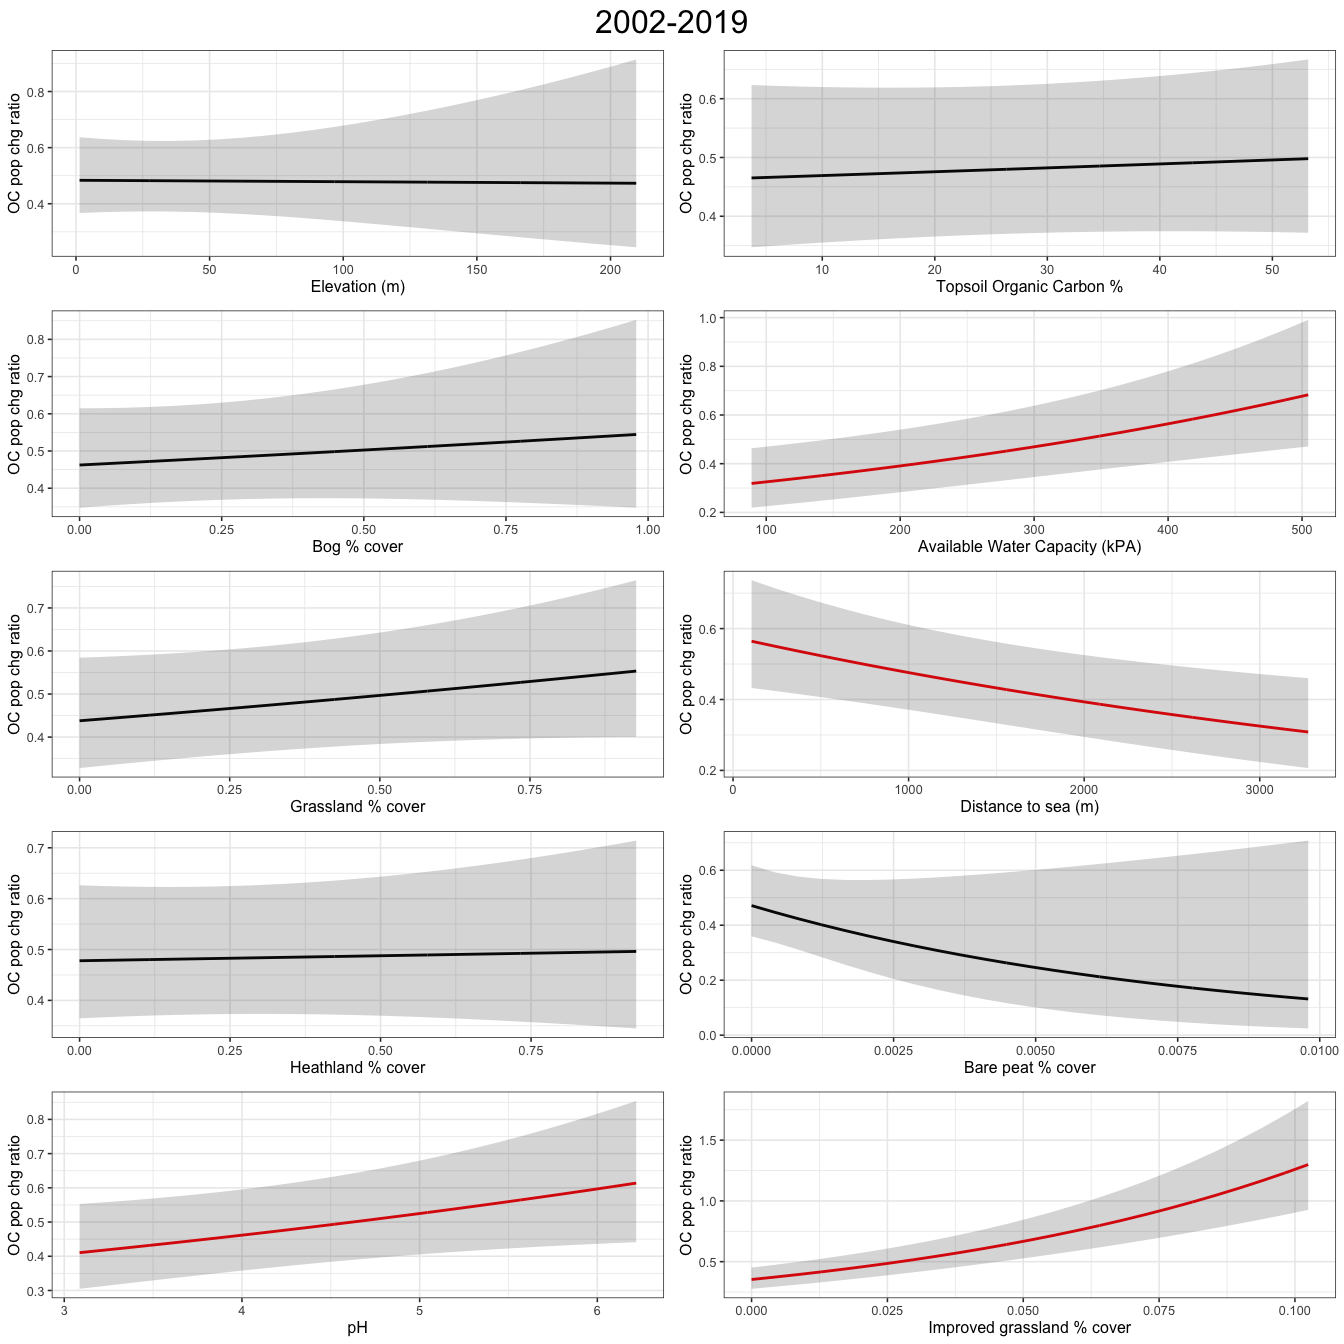 2002-2019
OC pop chg ratio
0.8
0.6
0.4
0 50 100 150 200
Elevation (m)
OC pop chg ratio
0.6
0.5
0.4
10 20 30 40 50
Topsoil Organic Carbon %
OC pop chg ratio
0.8
0.7
0.6
0.5
0.4
0.00 0.25 0.50 0.75 1.00
Bog % cover
OC pop chg ratio
1.0
0.8
0.6
0.4
0.2
100 200 300 400 500
Available Water Capacity (kPA)
OC pop chg ratio
0.7
0.6
0.5
0.4
0.00 0.25 0.50 0.75
Grassland % cover
OC pop chg ratio
0.6
0.4
0.2
0 1000 2000 3000
Distance to sea (m)
OC pop chg ratio
0.7
0.6
0.5
0.4
0.00 0.25 0.50 0.75
Heathland % cover
OC pop chg ratio
0.6
0.4
0.2
0.0
0.0000 0.0025 0.0050 0.0075 0.0100
Bare peat % cover
OC pop chg ratio
0.8
0.7
0.6
0.5
0.4
0.3
3 4 5 6
pH
OC pop chg ratio
1.5
1.0
0.5
0.000 0.025 0.050 0.075 0.100
Improved grassland % cover